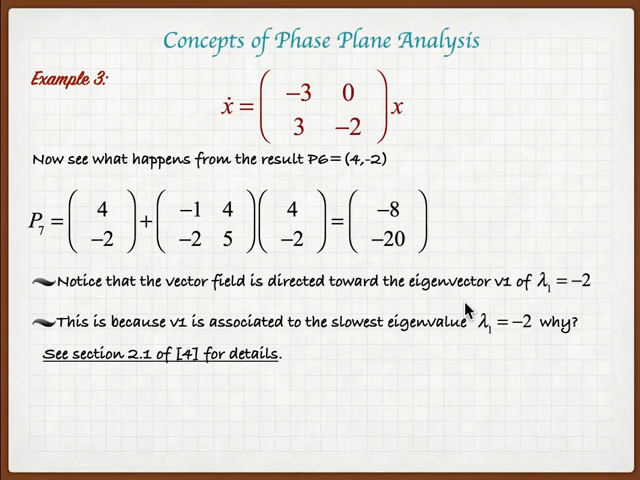 Concepts of Phase Plane Analysis
Example 3:
ẋ = ( −3 0 ; 3 −2 ) x
Now see what happens from the result P6=(4,-2)
P₇ = ( 4 ; −2 ) + ( −1 4 ; −2 5 ) ( 4 ; −2 ) = ( −8 ; −20 )
Notice that the vector field is directed toward the eigenvector v1 of λ₁ = −2
This is because v1 is associated to the slowest eigenvalue λ₁ = −2 why?
See section 2.1 of [4] for details.